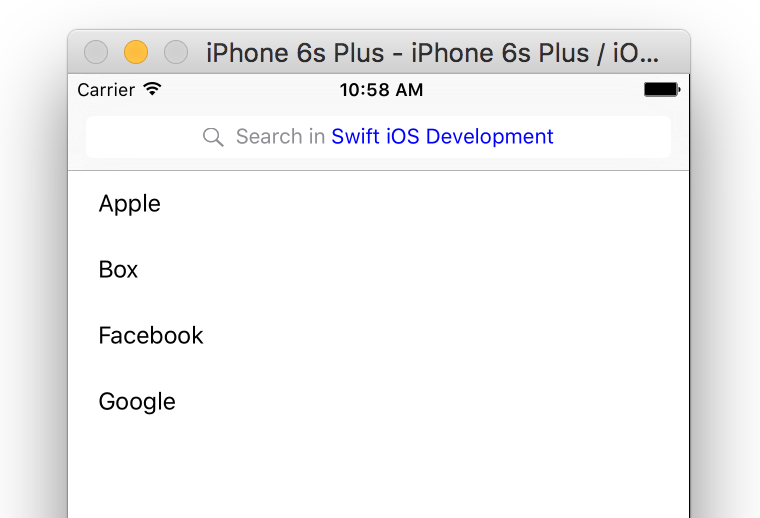 iPhone 6s Plus - iPhone 6s Plus / iO...
Carrier 10:58 AM
Search in Swift iOS Development
Apple
Box
Facebook
Google